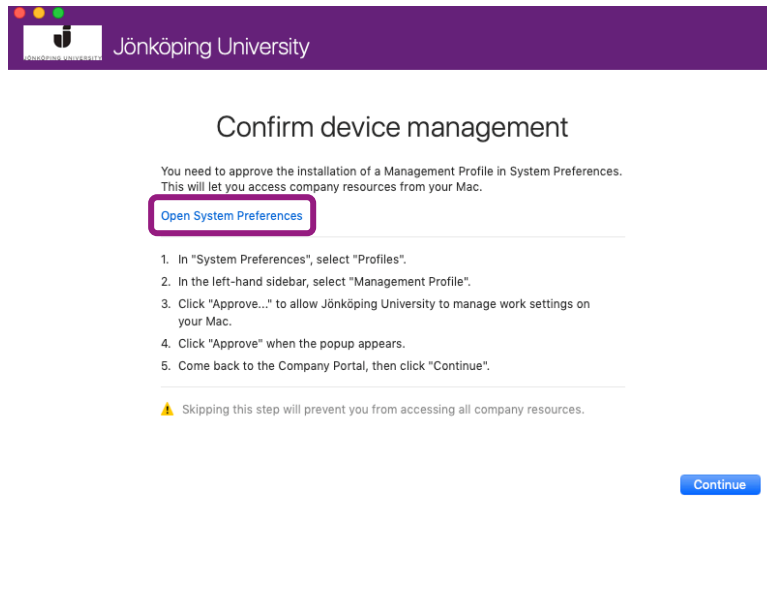 JÖNKÖPING UNIVERSITY
Jönköping University
Confirm device management
You need to approve the installation of a Management Profile in System Preferences.
This will let you access company resources from your Mac.
Open System Preferences
1. In "System Preferences", select "Profiles".
2. In the left-hand sidebar, select "Management Profile".
3. Click "Approve..." to allow Jönköping University to manage work settings on
your Mac.
4. Click "Approve" when the popup appears.
5. Come back to the Company Portal, then click "Continue".
Skipping this step will prevent you from accessing all company resources.
Continue